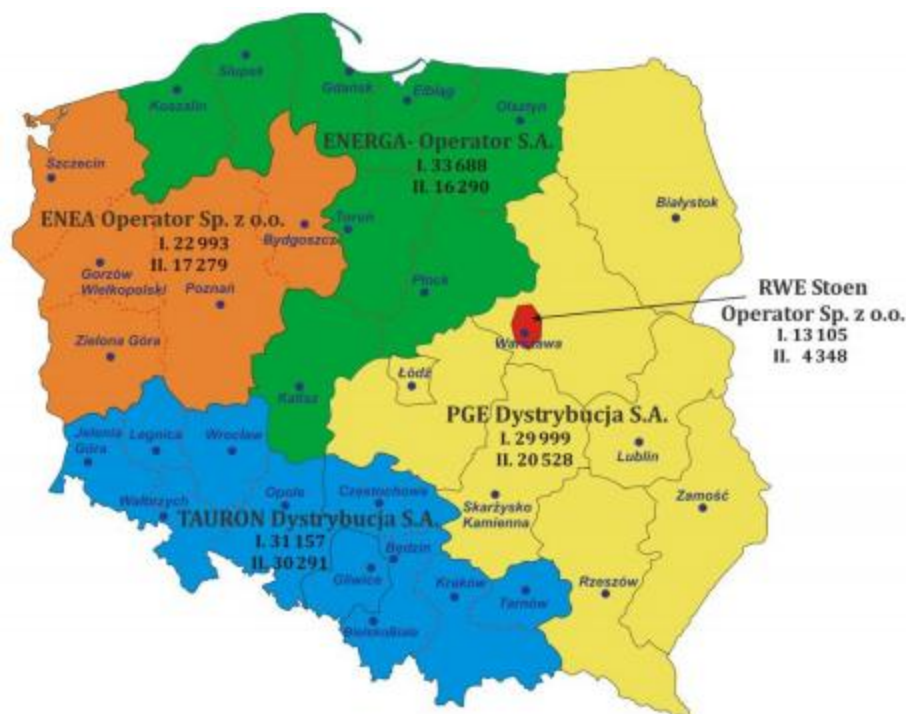 Słupsk
Koszalin
Gdańsk
Elbląg
Olsztyn
ENERGA- Operator S.A.
I. 33 688
II. 16 290
Szczecin
ENEA Operator Sp. z o.o.
I. 22 993
II. 17 279
Toruń
Bydgoszcz
Białystok
Gorzów
Wielkopolski
Poznań
Płock
RWE Stoen
Operator Sp. z o.o.
I. 13 105
II. 4 348
Warszawa
Zielona Góra
Łódź
Kalisz
PGE Dystrybucja S.A.
I. 29 999
II. 20 528
Jelenia
Góra
Legnica
Wrocław
Lublin
Wałbrzych
Opole
Częstochowa
Skarżysko
Kamienna
Zamość
TAURON Dystrybucja S.A.
I. 31 157
II. 30 291
Będzin
Gliwice
Kraków
Tarnów
Rzeszów
BielskoBiała